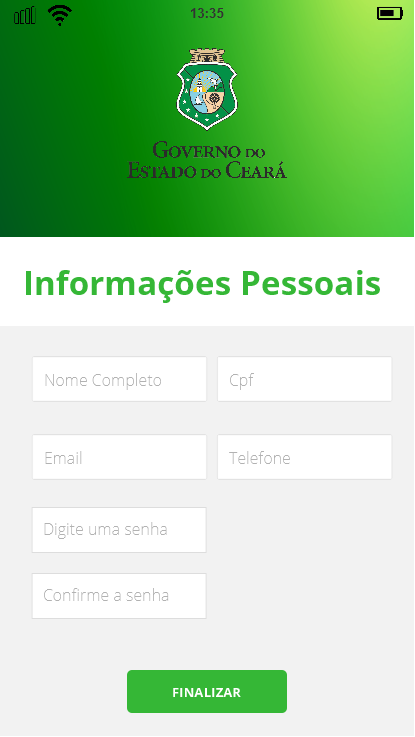 13:35
GOVERNO DO
ESTADO DO CEARÁ
Informações Pessoais
Nome Completo
Cpf
Email
Telefone
Digite uma senha
Confirme a senha
FINALIZAR